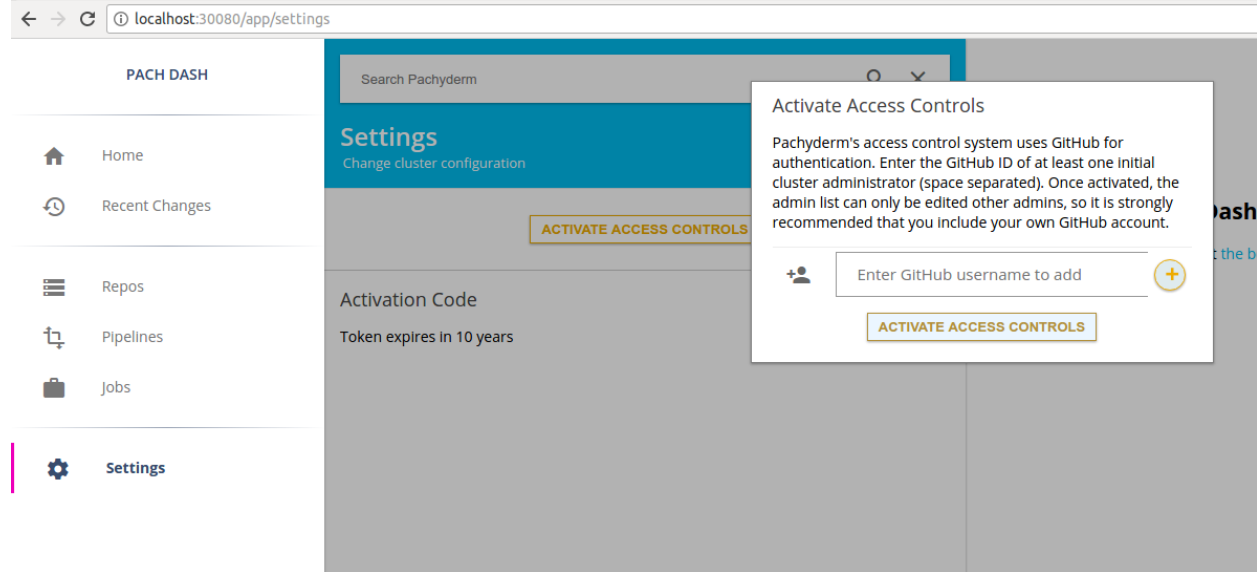 localhost:30080/app/settings
PACH DASH
Home
Recent Changes
Repos
Pipelines
Jobs
Settings
Search Pachyderm
Settings
Change cluster configuration
ACTIVATE ACCESS CONTROLS
Activation Code
Token expires in 10 years
Activate Access Controls
Pachyderm's access control system uses GitHub for
authentication. Enter the GitHub ID of at least one initial
cluster administrator (space separated). Once activated, the
admin list can only be edited other admins, so it is strongly
recommended that you include your own GitHub account.
Enter GitHub username to add
ACTIVATE ACCESS CONTROLS
the